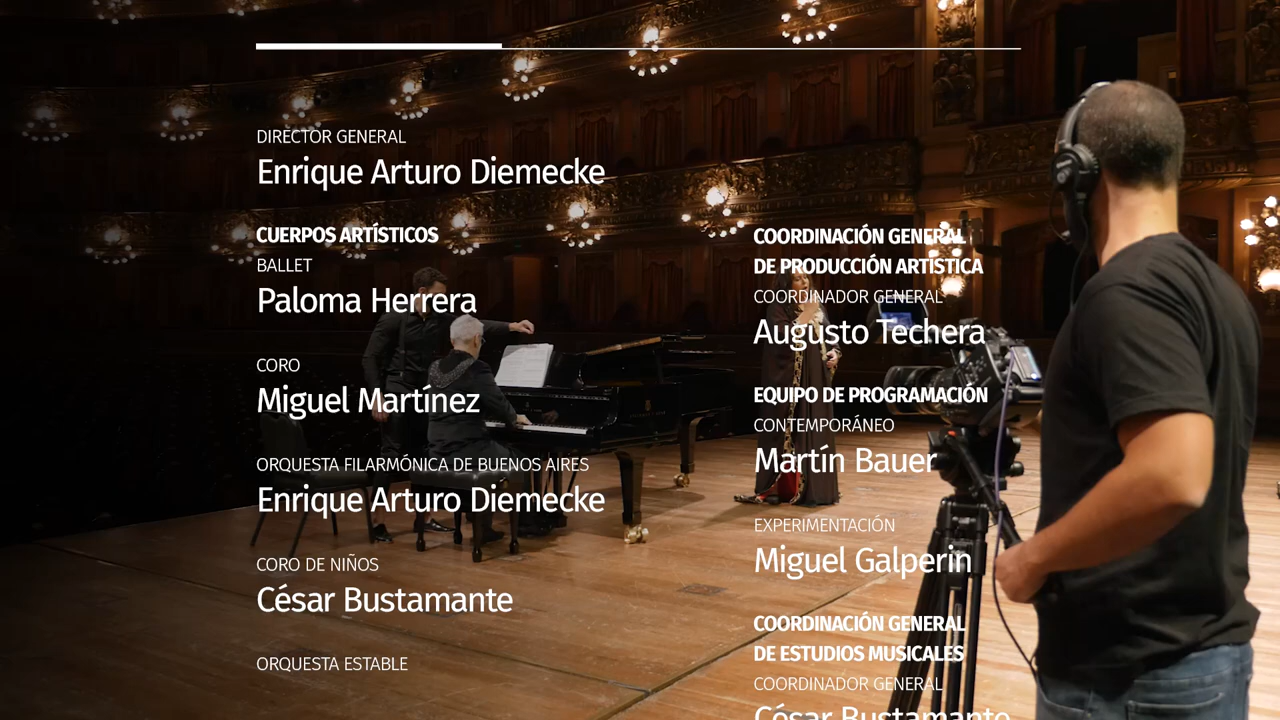 DIRECTOR GENERAL
Enrique Arturo Diemecke
CUERPOS ARTÍSTICOS
BALLET
Paloma Herrera
CORO
Miguel Martínez
ORQUESTA FILARMÓNICA DE BUENOS AIRES
Enrique Arturo Diemecke
CORO DE NIÑOS
César Bustamante
ORQUESTA ESTABLE
COORDINACIÓN GENERAL
DE PRODUCCIÓN ARTÍSTICA
COORDINADOR GENERAL
Augusto Techera
EQUIPO DE PROGRAMACIÓN
CONTEMPORÁNEO
Martín Bauer
EXPERIMENTACIÓN
Miguel Galperin
COORDINACIÓN GENERAL
DE ESTUDIOS MUSICALES
COORDINADOR GENERAL
César Bustamante